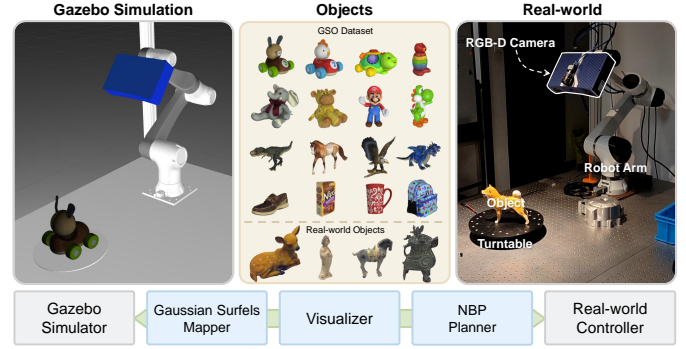 Gazebo Simulation
Objects
Real-world
GSO Dataset
Real-world Objects
RGB-D Camera
Robot Arm
Object
Turntable
Gazebo
Simulator
Gaussian Surfels
Mapper
Visualizer
NBP
Planner
Real-world
Controller